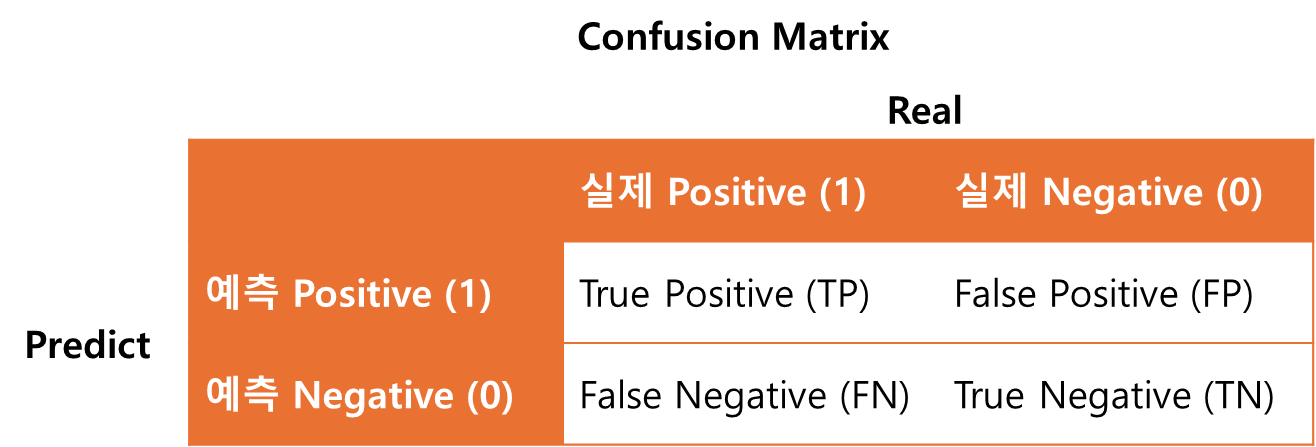 Confusion Matrix
Real
실제 Positive (1) 실제 Negative (0)
예측 Positive (1) True Positive (TP) False Positive (FP)
Predict
예측 Negative (0) False Negative (FN) True Negative (TN)